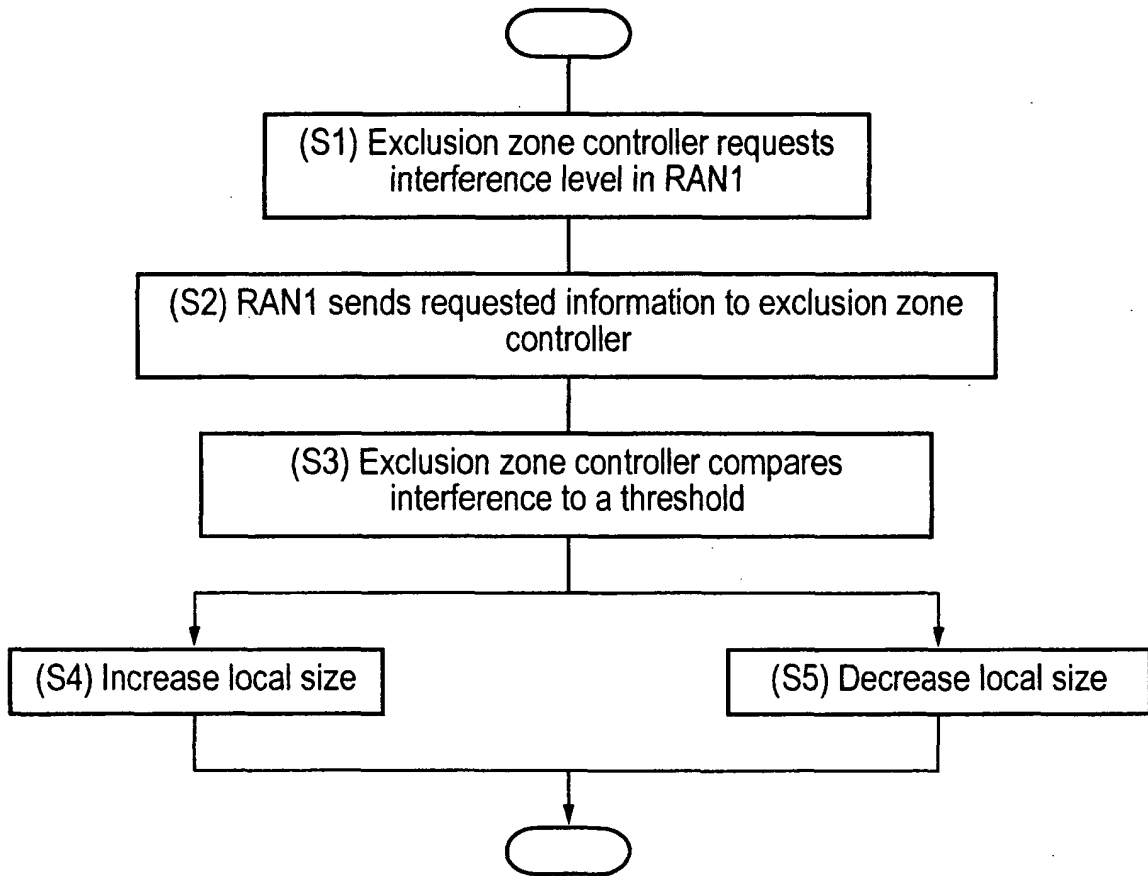 (S1) Exclusion zone controller requests
interference level in RAN1
(S2) RAN1 sends requested information to exclusion zone
controller
(S3) Exclusion zone controller compares
interference to a threshold
(S4) Increase local size
(S5) Decrease local size